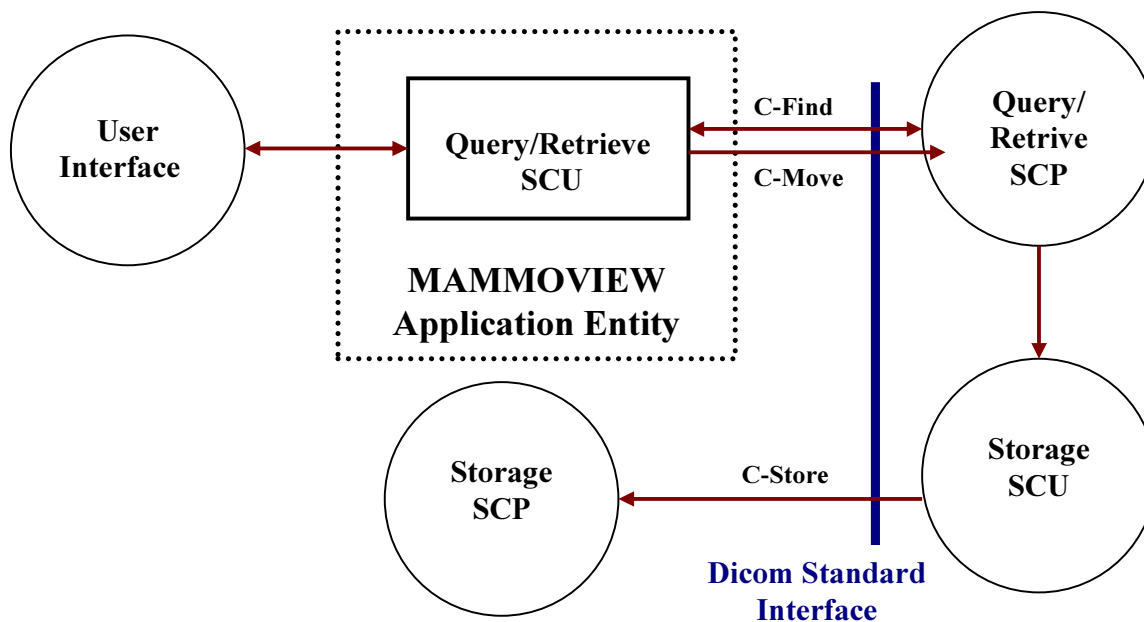 User
Interface
Query/Retrieve
SCU
MAMMOVIEW
Application Entity
C-Find
C-Move
Query/
Retrive
SCP
Storage
SCP
C-Store
Storage
SCU
Dicom Standard
Interface